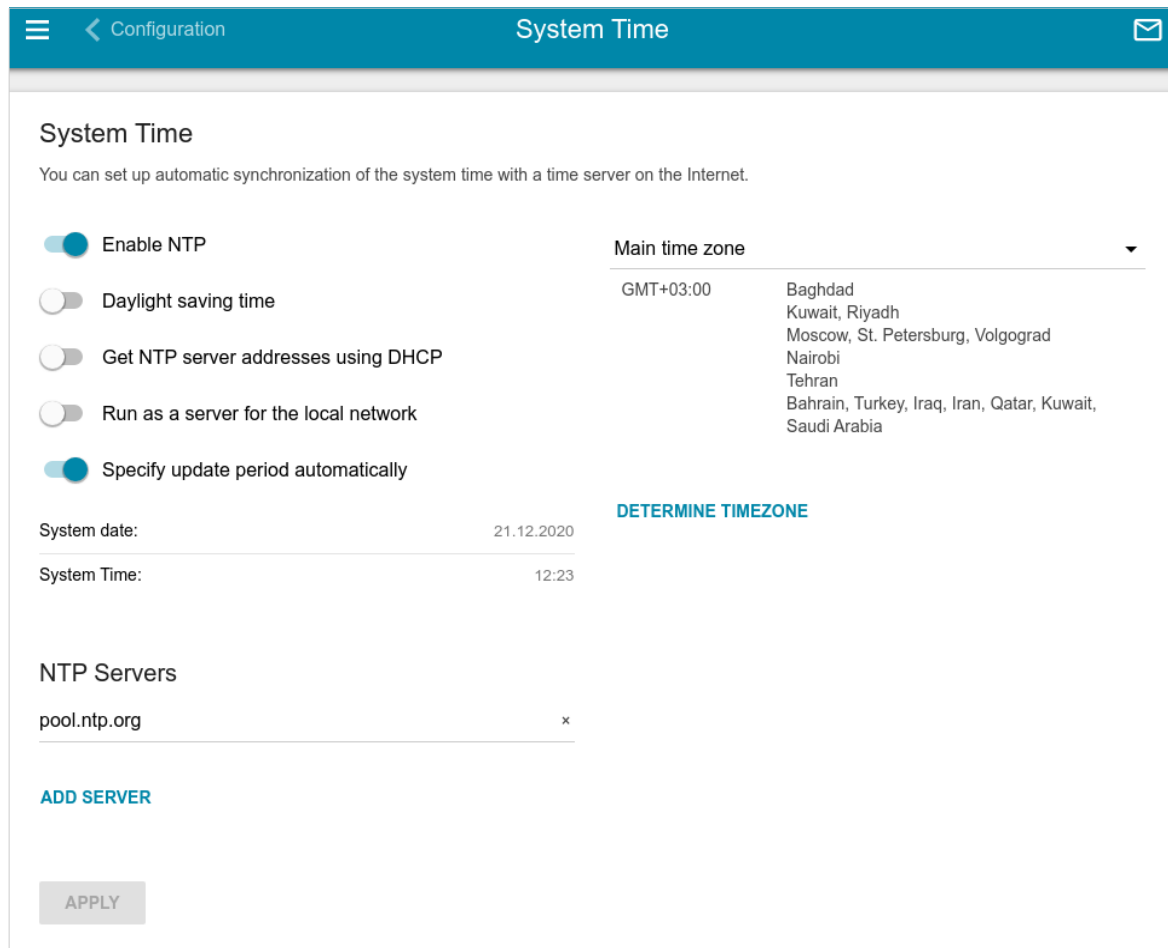 Configuration
System Time
System Time
You can set up automatic synchronization of the system time with a time server on the Internet.
Enable NTP
Daylight saving time
Get NTP server addresses using DHCP
Run as a server for the local network
Specify update period automatically
System date: 21.12.2020
System Time: 12:23
Main time zone
GMT+03:00 Baghdad
Kuwait, Riyadh
Moscow, St. Petersburg, Volgograd
Nairobi
Tehran
Bahrain, Turkey, Iraq, Iran, Qatar, Kuwait,
Saudi Arabia
DETERMINE TIMEZONE
NTP Servers
pool.ntp.org ×
ADD SERVER
APPLY